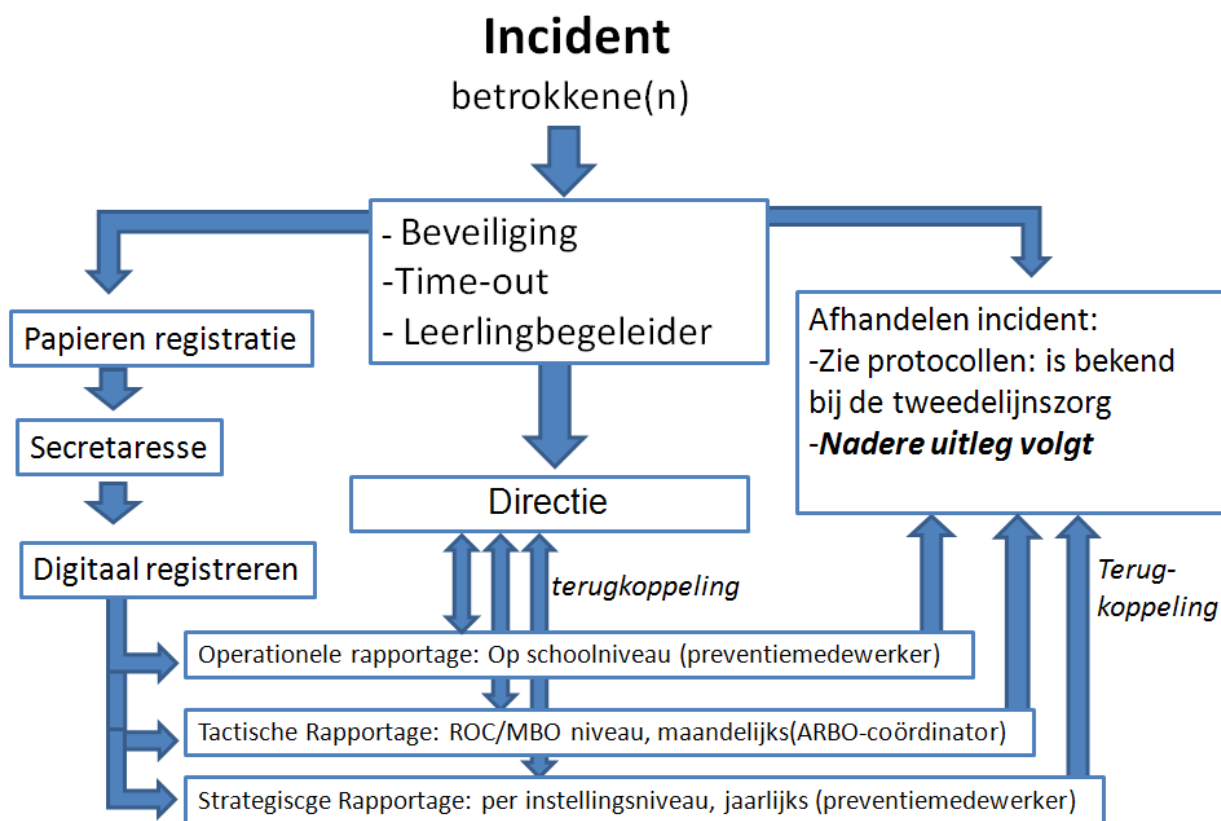 Incident
betrokkene(n)
- Beveiliging
-Time-out
- Leerlingbegeleider
Papieren registratie
Secretaresse
Digitaal registreren
Directie
terugkoppeling
Afhandelen incident:
-Zie protocollen: is bekend
bij de tweedelijnszorg
-Nadere uitleg volgt
Terug-
koppeling
Operationele rapportage: Op schoolniveau (preventiemedewerker)
Tactische Rapportage: ROC/MBO niveau, maandelijks(ARBO-coördinator)
Strategiscge Rapportage: per instellingsniveau, jaarlijks (preventiemedewerker)